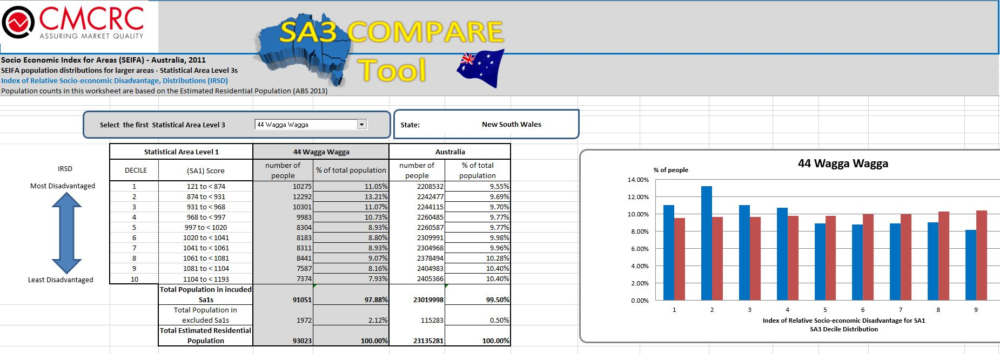 CMCRC
ASSURING MARKET QUALITY
SA3 COMPARE
Tool
Socio Economic Index for Areas (SEIFA) - Australia, 2011
SEIFA population distributions for larger areas - Statistical Area Level 3s
Index of Relative Socio-economic Disadvantage, Distributions (IRSD)
Population counts in this worksheet are based on the Estimated Residential Population (ABS 2013)
Select the first Statistical Area Level 3 44 Wagga Wagga
State: New South Wales
Statistical Area Level 1 44 Wagga Wagga Australia
IRSD DECILE (SA1) Score number of people % of total population number of people % of total population
Most Disadvantaged 1 121 to < 874 10275 11.05% 2208532 9.55%
2 874 to < 931 12292 13.21% 2242477 9.69%
3 931 to < 968 10301 11.07% 2244115 9.70%
4 968 to < 997 9983 10.73% 2260485 9.77%
5 997 to < 1020 8304 8.93% 2260587 9.77%
6 1020 to < 1041 8183 8.80% 2309991 9.98%
7 1041 to < 1061 8311 8.93% 2304968 9.96%
8 1061 to < 1081 8441 9.07% 2378494 10.28%
9 1081 to < 1104 7587 8.16% 2404983 10.40%
Least Disadvantaged 10 1104 to < 1193 7374 7.93% 2405366 10.40%
Total Population in incuded Sa1s 91051 97.88% 23019998 99.50%
Total Population in excluded Sa1s 1972 2.12% 115283 0.50%
Total Estimated Residential Population 93023 100.00% 23135281 100.00%
44 Wagga Wagga
% of people
14.00%
12.00%
10.00%
8.00%
6.00%
4.00%
2.00%
0.00%
1 2 3 4 5 6 7 8 9
Index of Relative Socio-economic Disadvantage for SA1
SA3 Decile Distribution